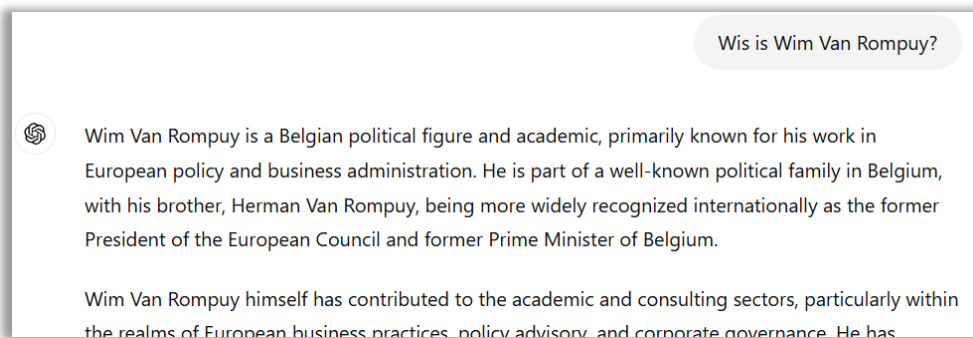 Wis is Wim Van Rompuy?
Wim Van Rompuy is a Belgian political figure and academic, primarily known for his work in
European policy and business administration. He is part of a well-known political family in Belgium,
with his brother, Herman Van Rompuy, being more widely recognized internationally as the former
President of the European Council and former Prime Minister of Belgium.
Wim Van Rompuy himself has contributed to the academic and consulting sectors, particularly within
the realms of European business practices, policy advisory, and corporate governance. He has